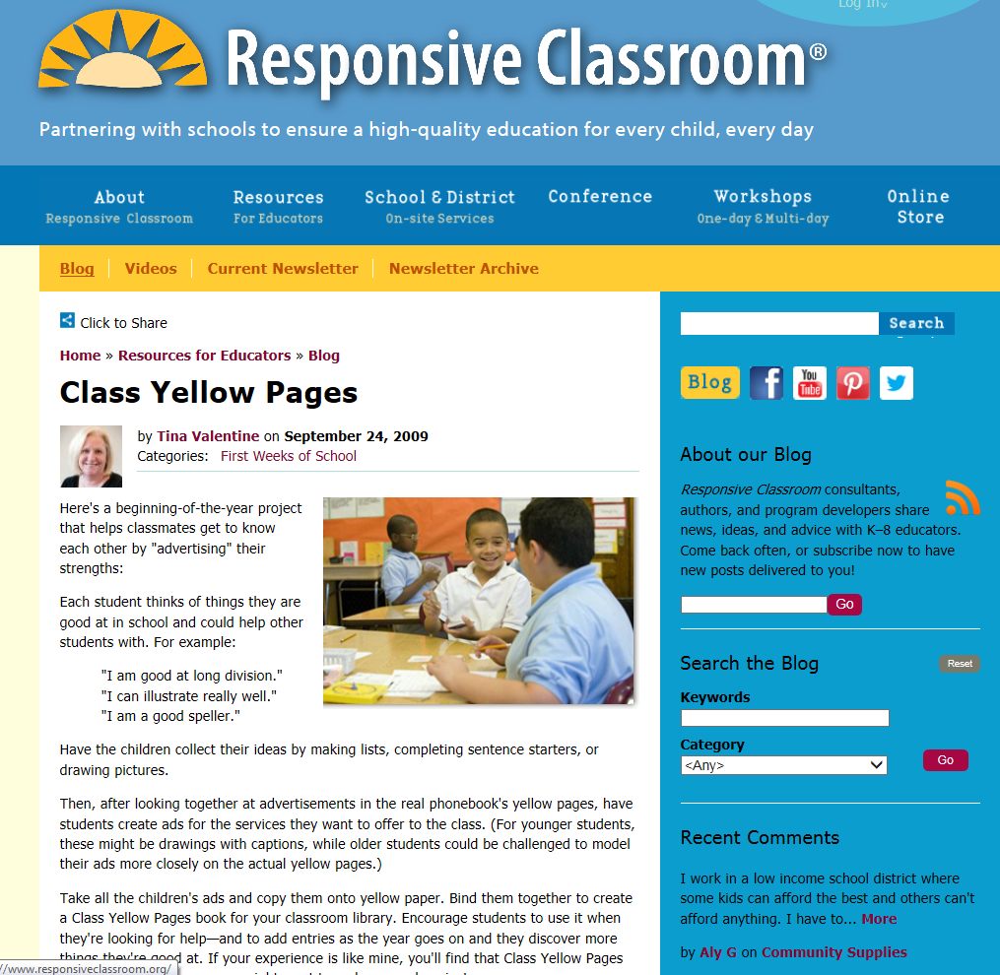 Log In
Responsive Classroom®
Partnering with schools to ensure a high-quality education for every child, every day
About
Responsive Classroom
Resources
For Educators
School & District
On-site Services
Conference
Workshops
One-day & Multi-day
Online
Store
Blog
Videos
Current Newsletter
Newsletter Archive
Click to Share
Home » Resources for Educators » Blog
Class Yellow Pages
by Tina Valentine on September 24, 2009
Categories: First Weeks of School
Here's a beginning-of-the-year project
that helps classmates get to know
each other by "advertising" their
strengths:
Each student thinks of things they are
good at in school and could help other
students with. For example:
"I am good at long division."
"I can illustrate really well."
"I am a good speller."
Have the children collect their ideas by making lists, completing sentence starters, or
drawing pictures.
Then, after looking together at advertisements in the real phonebook's yellow pages, have
students create ads for the services they want to offer to the class. (For younger students,
these might be drawings with captions, while older students could be challenged to model
their ads more closely on the actual yellow pages.)
Take all the children's ads and copy them onto yellow paper. Bind them together to create
a Class Yellow Pages book for your classroom library. Encourage students to use it when
they're looking for help—and to add entries as the year goes on and they discover more
things they're good at. If your experience is like mine, you'll find that Class Yellow Pages
//www.responsiveclassroom.org/
Search
Blog
You
Tube
About our Blog
Responsive Classroom consultants,
authors, and program developers share
news, ideas, and advice with K–8 educators.
Come back often, or subscribe now to have
new posts delivered to you!
Go
Search the Blog
Reset
Keywords
Category
<Any>
Go
Recent Comments
I work in a low income school district where
some kids can afford the best and others can't
afford anything. I have to... More
by Aly G on Community Supplies